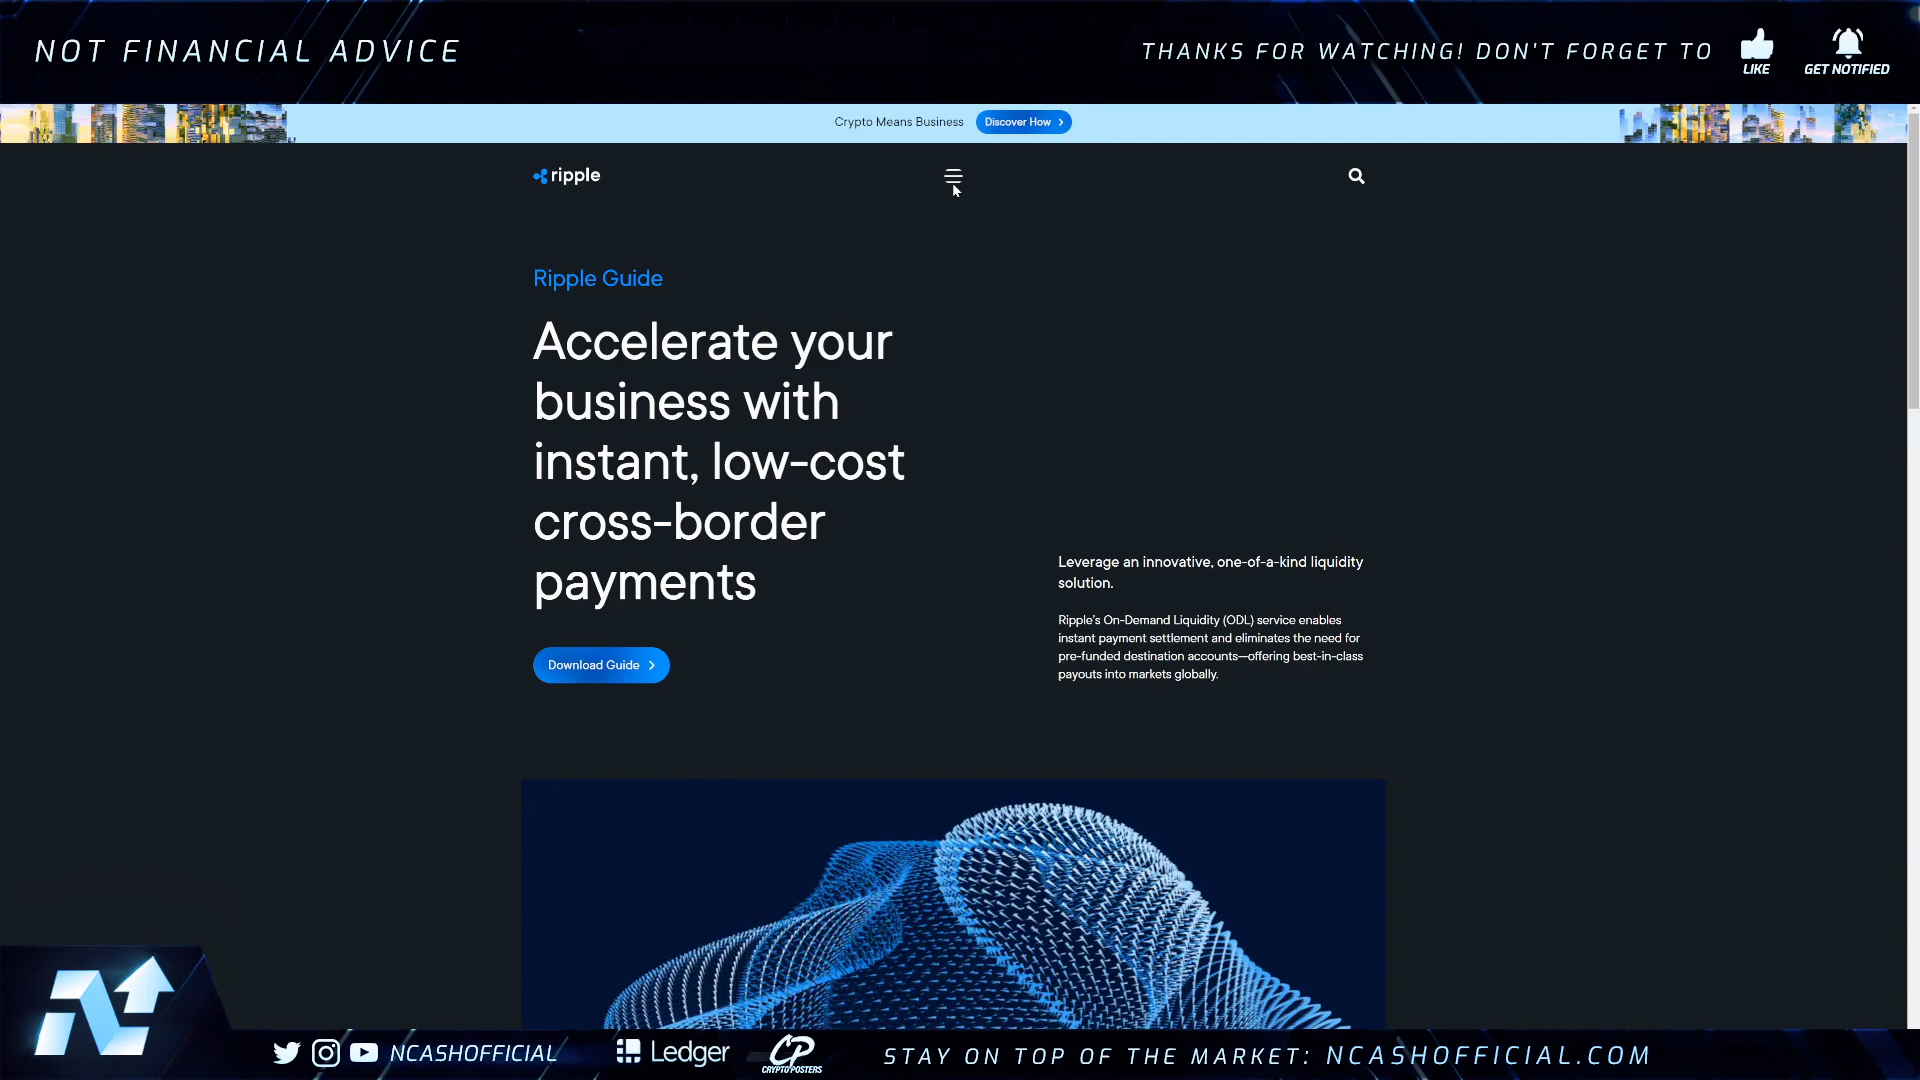 NOT FINANCIAL ADVICE
THANKS FOR WATCHING! DON'T FORGET TO
LIKE
GET NOTIFIED
Crypto Means Business
Discover How
ripple
Ripple Guide
Accelerate your
business with
instant, low-cost
cross-border
payments
Download Guide
Leverage an innovative, one-of-a-kind liquidity
solution.
Ripple's On-Demand Liquidity (ODL) service enables
instant payment settlement and eliminates the need for
pre-funded destination accounts—offering best-in-class
payouts into markets globally.
NCASHOFFICIAL
Ledger
CP
CRYPTOPOSTERS
STAY ON TOP OF THE MARKET: NCASHOFFICIAL.COM